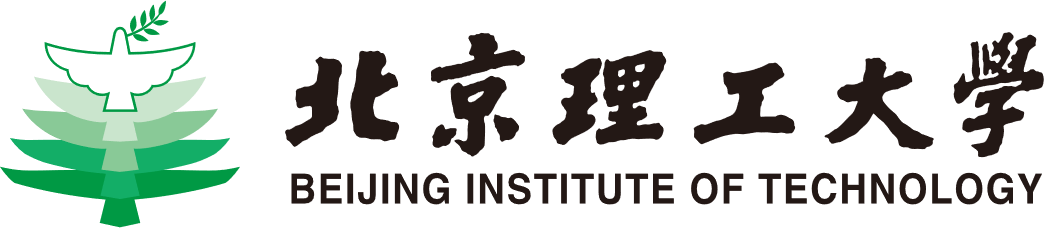 北京理工大學
BEIJING INSTITUTE OF TECHNOLOGY